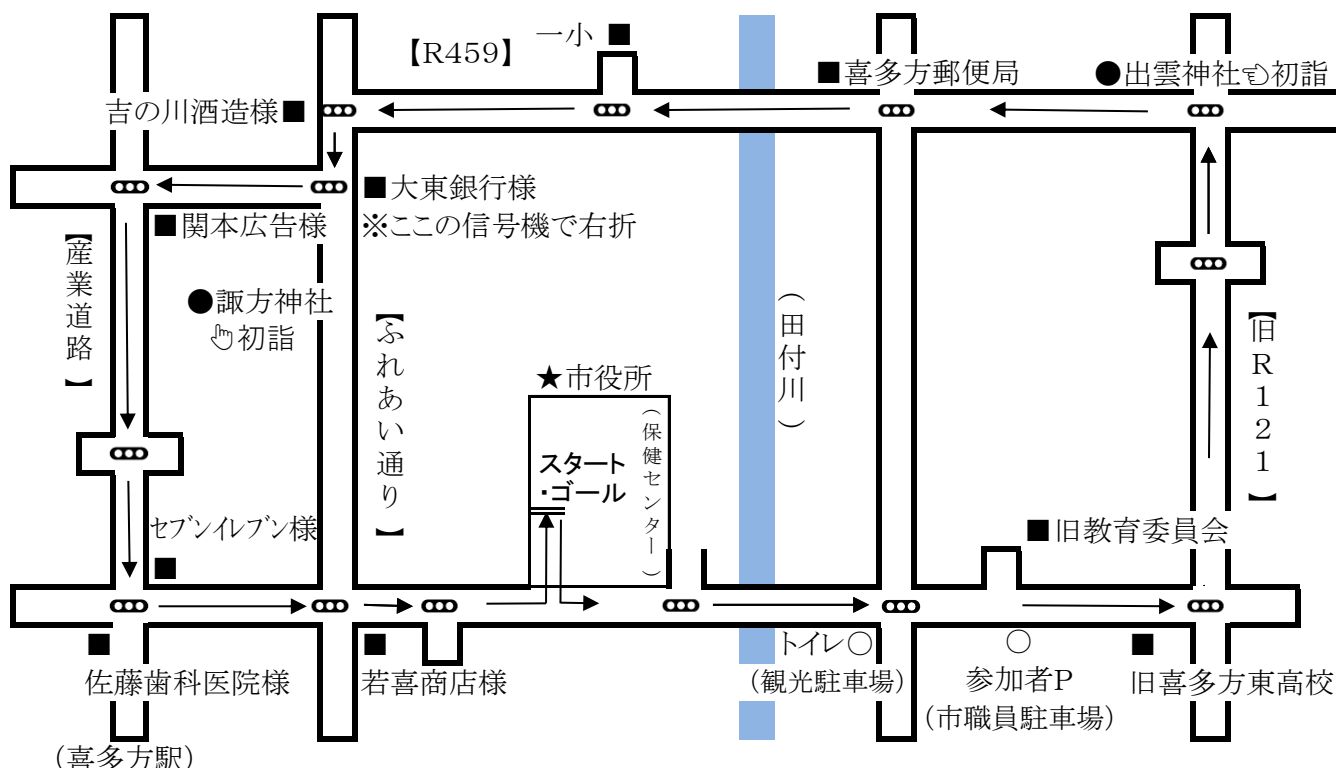 一小 ■
【R459】
■喜多方郵便局
●出雲神社☜初詣
吉の川酒造様■
■大東銀行様
※ここの信号機で右折
■関本広告様
【産業道路】
●諏方神社
☟初詣
【ふれあい通り】
★市役所
(保健センター)
スタート
・ゴール
(田付川)
【旧R121】
セブンイレブン様
■
■旧教育委員会
■
佐藤歯科医院様
(喜多方駅)
■
若喜商店様
トイレ○
(観光駐車場)
○
参加者P
(市職員駐車場)
■
旧喜多方東高校